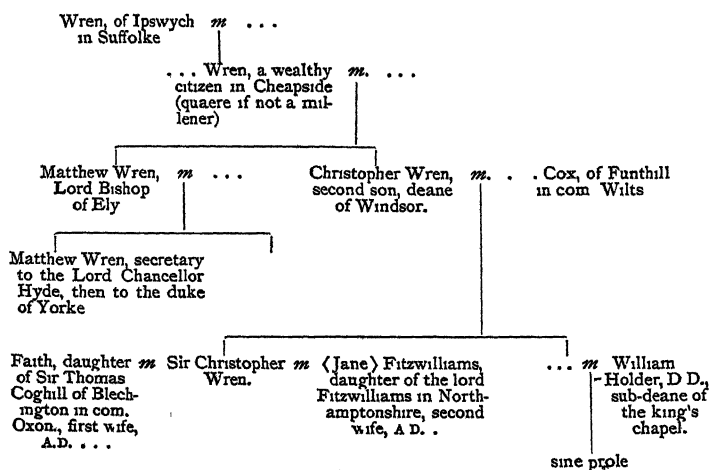 Wren, of Ipswych m . . .
in Suffolke
. . . Wren, a wealthy m. . . .
citizen in Cheapside
(quaere if not a mil-
lener)
Matthew Wren, m . . .
Lord Bishop
of Ely
Christopher Wren, m. . . . Cox, of Funthill
second son, deane in com Wilts
of Windsor.
Matthew Wren, secretary
to the Lord Chancellor
Hyde, then to the duke
of Yorke
Faith, daughter m Sir Christopher m ⟨Jane⟩ Fitzwilliams,
of Sir Thomas Wren. daughter of the lord
Coghill of Blech- Fitzwilliams in North-
ington in com. amptonshire, second
Oxon., first wife, wife, A D. .
A.D. . . . .
. . . m William
Holder, D D.,
sub-deane of
the king's
chapel.
sine prole